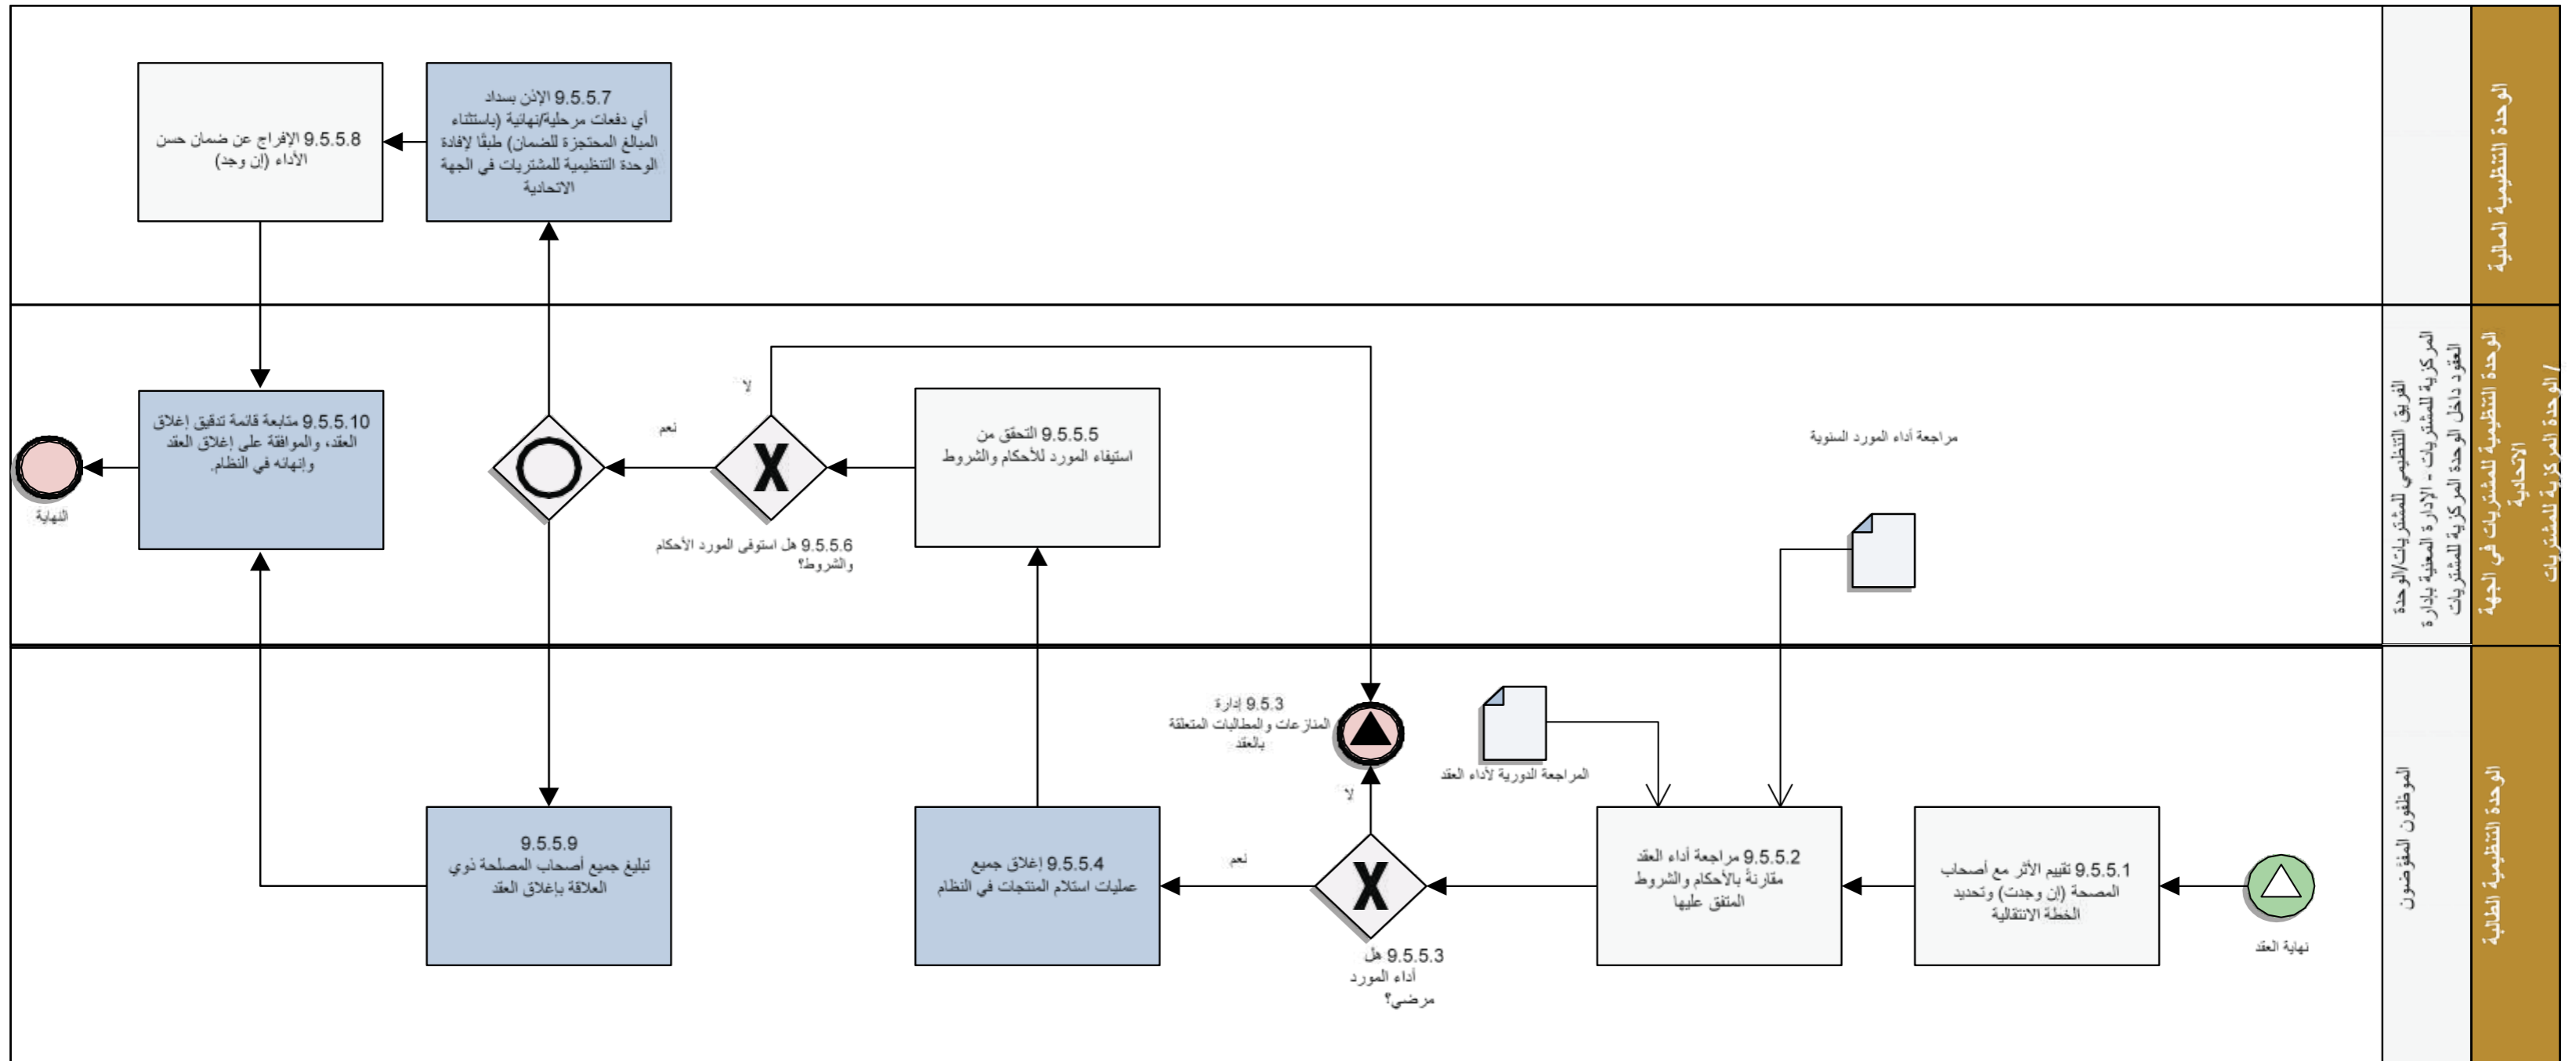 الوحدة التنظيمية المالية
9.5.5.7 الإذن بسداد
أي دفعات مرحلية/نهائية (باستثناء
المبالغ المحتجزة للضمان) طبقًا لإفادة
الوحدة التنظيمية للمشتريات في الجهة
الاتحادية
9.5.5.8 الإفراج عن ضمان حسن
الأداء (إن وجد)
الوحدة التنظيمية للمشتريات في الجهة
الاتحادية
/ الوحدة المركزية للمشتريات
الفريق التنظيمي للمشتريات/الوحدة
المركزية للمشتريات - الإدارة المعنية بإدارة
العقود داخل الوحدة المركزية للمشتريات
مراجعة أداء المورد السنوية
9.5.5.5 التحقق من
استيفاء المورد للأحكام والشروط
لا
نعم
9.5.5.6 هل استوفى المورد الأحكام
والشروط؟
9.5.5.10 متابعة قائمة تدقيق إغلاق
العقد، والموافقة على إغلاق العقد
وإنهائه في النظام.
النهاية
الوحدة التنظيمية الطالبة
الموظفون المفوّضون
نهاية العقد
9.5.5.1 تقييم الأثر مع أصحاب
المصحة (إن وجدت) وتحديد
الخطة الانتقالية
9.5.5.2 مراجعة أداء العقد
مقارنةً بالأحكام والشروط
المتفق عليها
المراجعة الدورية لأداء العقد
9.5.3 إدارة
المنازعات والمطالبات المتعلقة
بالعقد
لا
نعم
9.5.5.3 هل
أداء المورد
مرضي؟
9.5.5.4 إغلاق جميع
عمليات استلام المنتجات في النظام
9.5.5.9
تبليغ جميع أصحاب المصلحة ذوي
العلاقة بإغلاق العقد